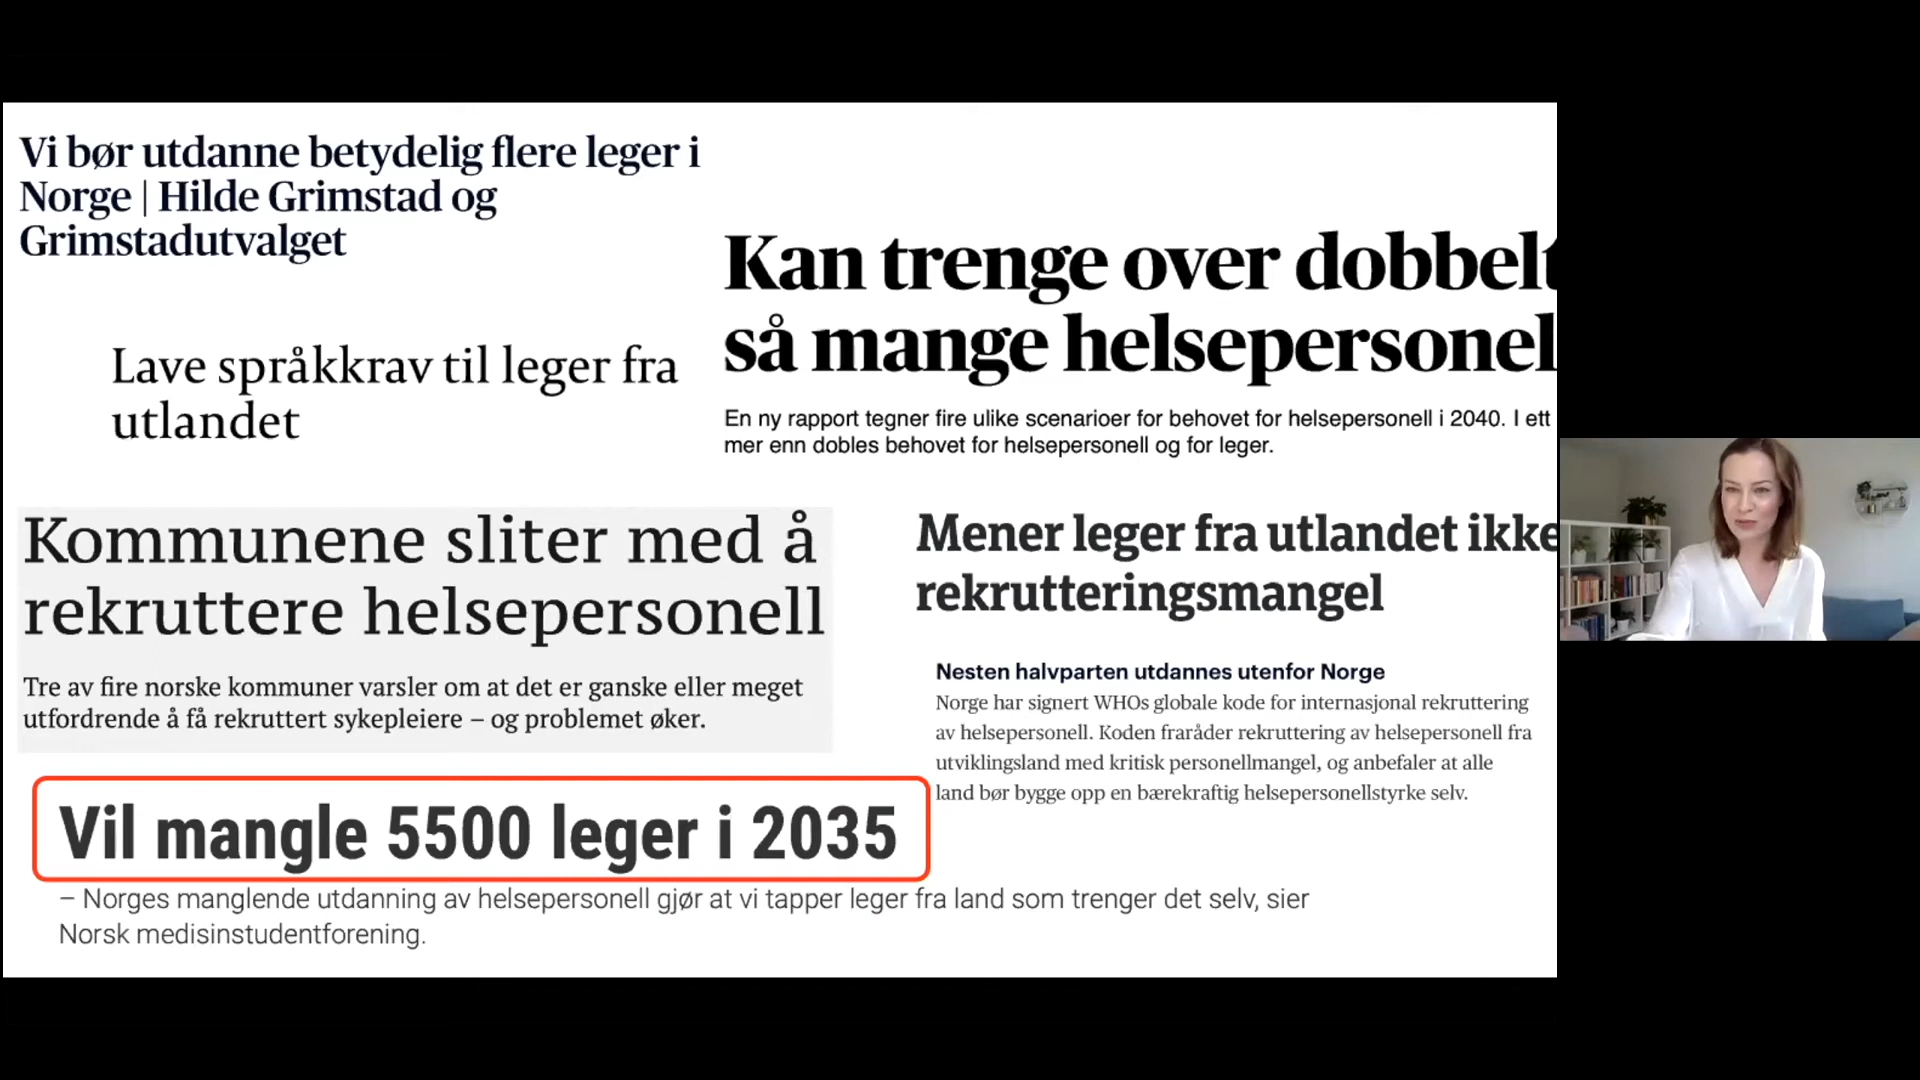 Vi bør utdanne betydelig flere leger i
Norge | Hilde Grimstad og
Grimstadutvalget
Lave språkkrav til leger fra
utlandet
Kan trenge over dobbelt
så mange helsepersonel
En ny rapport tegner fire ulike scenarioer for behovet for helsepersonell i 2040. I ett
mer enn dobles behovet for helsepersonell og for leger.
Kommunene sliter med å
rekruttere helsepersonell
Tre av fire norske kommuner varsler om at det er ganske eller meget
utfordrende å få rekruttert sykepleiere – og problemet øker.
Mener leger fra utlandet ikke
rekrutteringsmangel
Nesten halvparten utdannes utenfor Norge
Norge har signert WHOs globale kode for internasjonal rekruttering
av helsepersonell. Koden fraråder rekruttering av helsepersonell fra
utviklingsland med kritisk personellmangel, og anbefaler at alle
land bør bygge opp en bærekraftig helsepersonellstyrke selv.
Vil mangle 5500 leger i 2035
– Norges manglende utdanning av helsepersonell gjør at vi tapper leger fra land som trenger det selv, sier
Norsk medisinstudentforening.